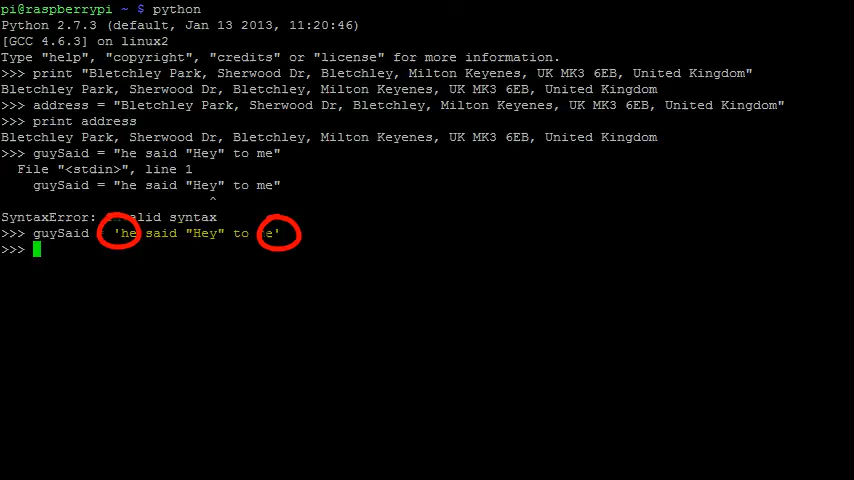 pi@raspberrypi ~ $ python
Python 2.7.3 (default, Jan 13 2013, 11:20:46)
[GCC 4.6.3] on linux2
Type "help", "copyright", "credits" or "license" for more information.
>>> print "Bletchley Park, Sherwood Dr, Bletchley, Milton Keyenes, UK MK3 6EB, United Kingdom"
Bletchley Park, Sherwood Dr, Bletchley, Milton Keyenes, UK MK3 6EB, United Kingdom
>>> address = "Bletchley Park, Sherwood Dr, Bletchley, Milton Keyenes, UK MK3 6EB, United Kingdom"
>>> print address
Bletchley Park, Sherwood Dr, Bletchley, Milton Keyenes, UK MK3 6EB, United Kingdom
>>> guySaid = "he said "Hey" to me"
File "<stdin>", line 1
guySaid = "he said "Hey" to me"
^
SyntaxError: invalid syntax
>>> guySaid = 'he said "Hey" to me'
>>>